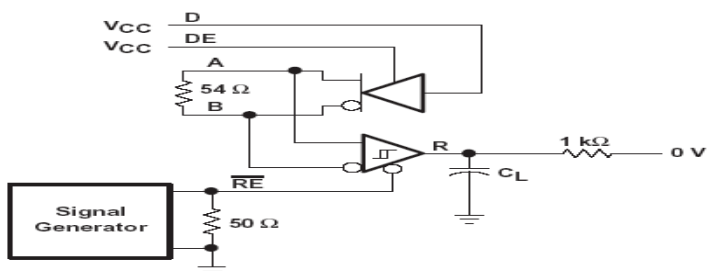 VCC D
VCC DE
A
54 Ω
B
R
1 kΩ
0 V
CL
RE
Signal
Generator
50 Ω